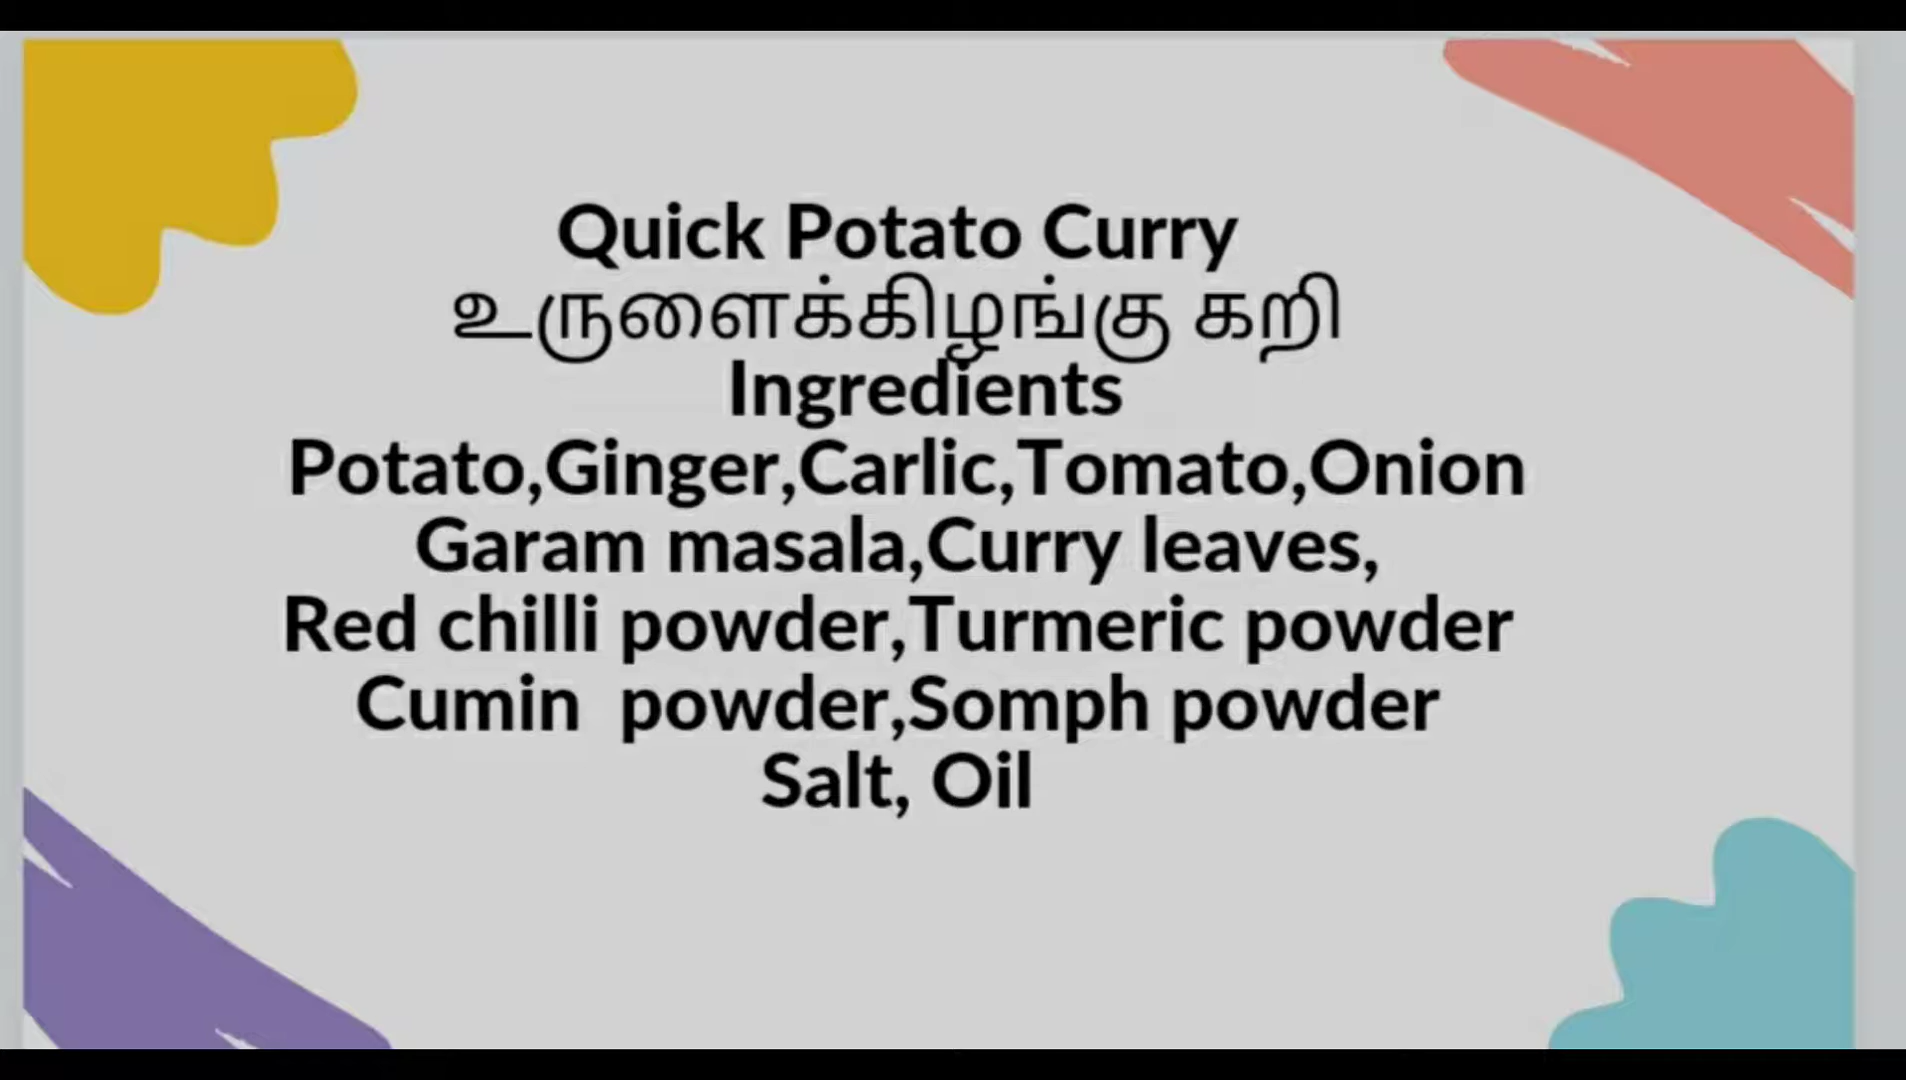 Quick Potato Curry
உருளைக்கிழங்கு கறி
Ingredients
Potato,Ginger,Carlic,Tomato,Onion
Garam masala,Curry leaves,
Red chilli powder,Turmeric powder
Cumin  powder,Somph powder
Salt, Oil